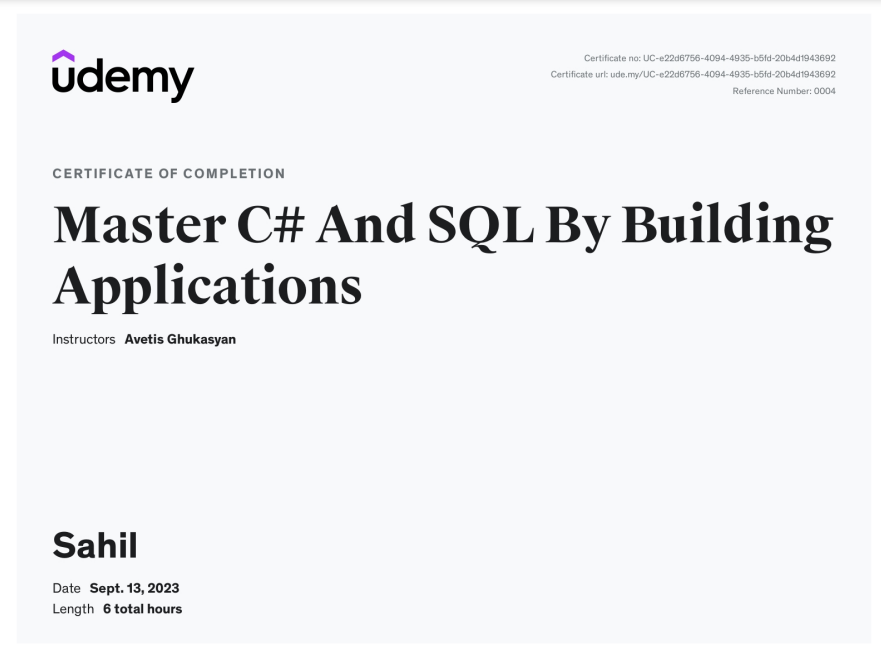 udemy
Certificate no: UC-e22d6756-4094-4935-b5fd-20b4d1943692
Certificate url: ude.my/UC-e22d6756-4094-4935-b5fd-20b4d1943692
Reference Number: 0004
CERTIFICATE OF COMPLETION
Master C# And SQL By Building
Applications
Instructors Avetis Ghukasyan
Sahil
Date Sept. 13, 2023
Length 6 total hours